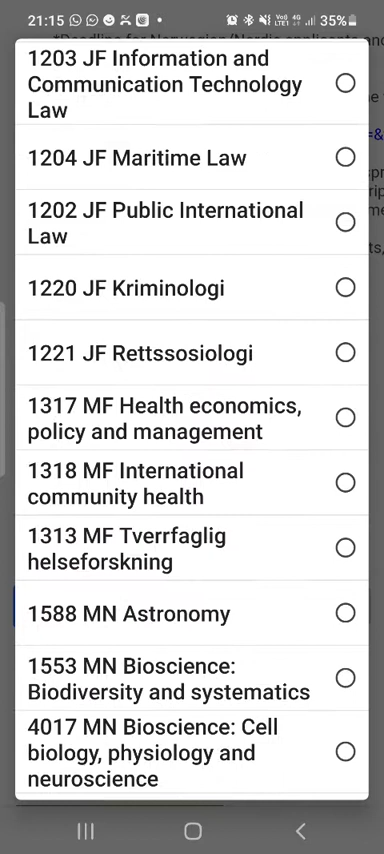 21:15
35%
1203 JF Information and
Communication Technology
Law
1204 JF Maritime Law
1202 JF Public International
Law
1220 JF Kriminologi
1221 JF Rettssosiologi
1317 MF Health economics,
policy and management
1318 MF International
community health
1313 MF Tverrfaglig
helseforskning
1588 MN Astronomy
1553 MN Bioscience:
Biodiversity and systematics
4017 MN Bioscience: Cell
biology, physiology and
neuroscience